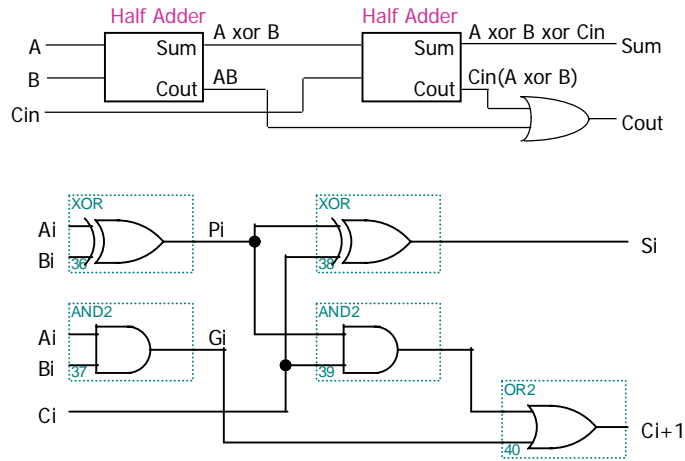 Half Adder
Half Adder
A
Sum
A xor B
Sum
A xor B xor Cin
Sum
B
Cout
AB
Cout
Cin(A xor B)
Cin
Cout
XOR
XOR
Ai
Pi
Si
Bi
36
38
AND2
AND2
Ai
Gi
Bi
37
39
OR2
Ci
Ci+1
40